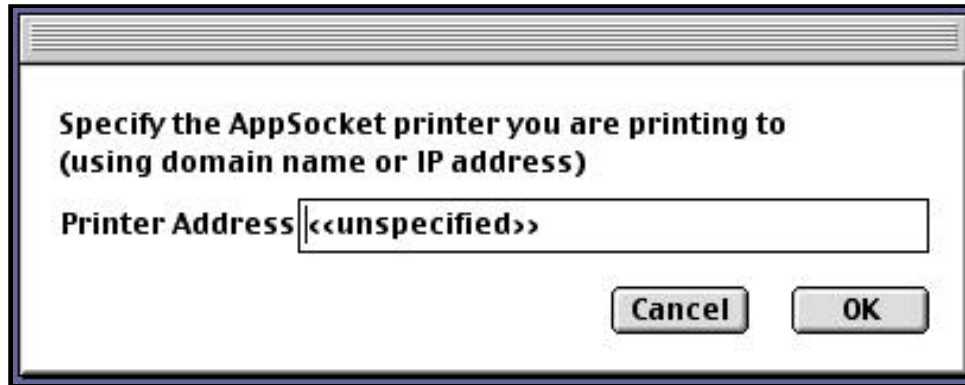 Specify the AppSocket printer you are printing to
(using domain name or IP address)
Printer Address <<unspecified>>
Cancel OK